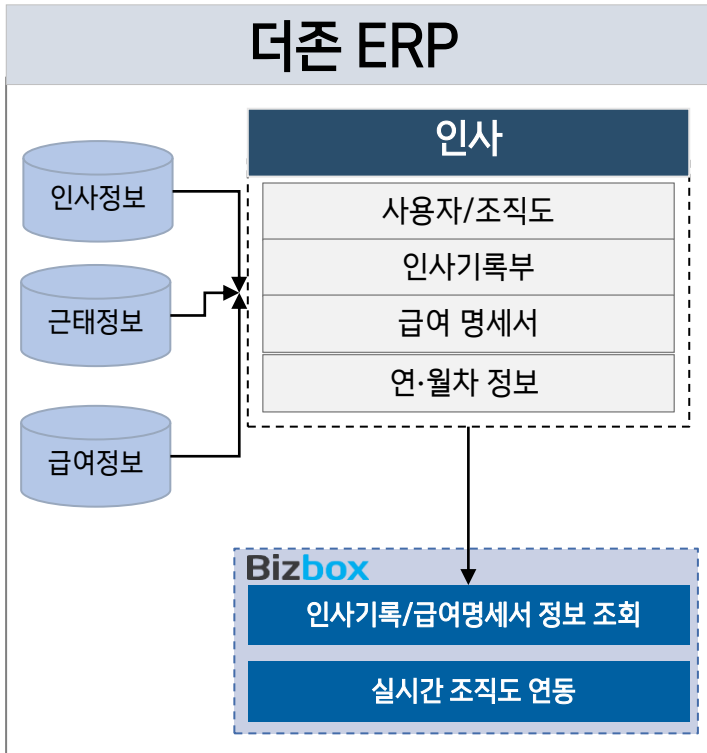 더존 ERP
인사정보
근태정보
급여정보
인사
사용자/조직도
인사기록부
급여 명세서
연·월차 정보
Bizbox
인사기록/급여명세서 정보 조회
실시간 조직도 연동